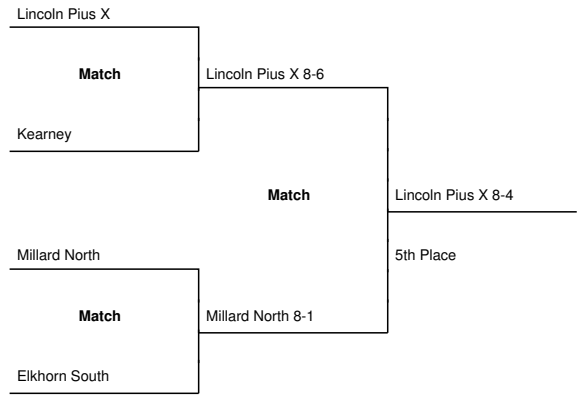 Lincoln Pius X
Match
Lincoln Pius X 8-6
Kearney
Match
Lincoln Pius X 8-4
Millard North
5th Place
Match
Millard North 8-1
Elkhorn South